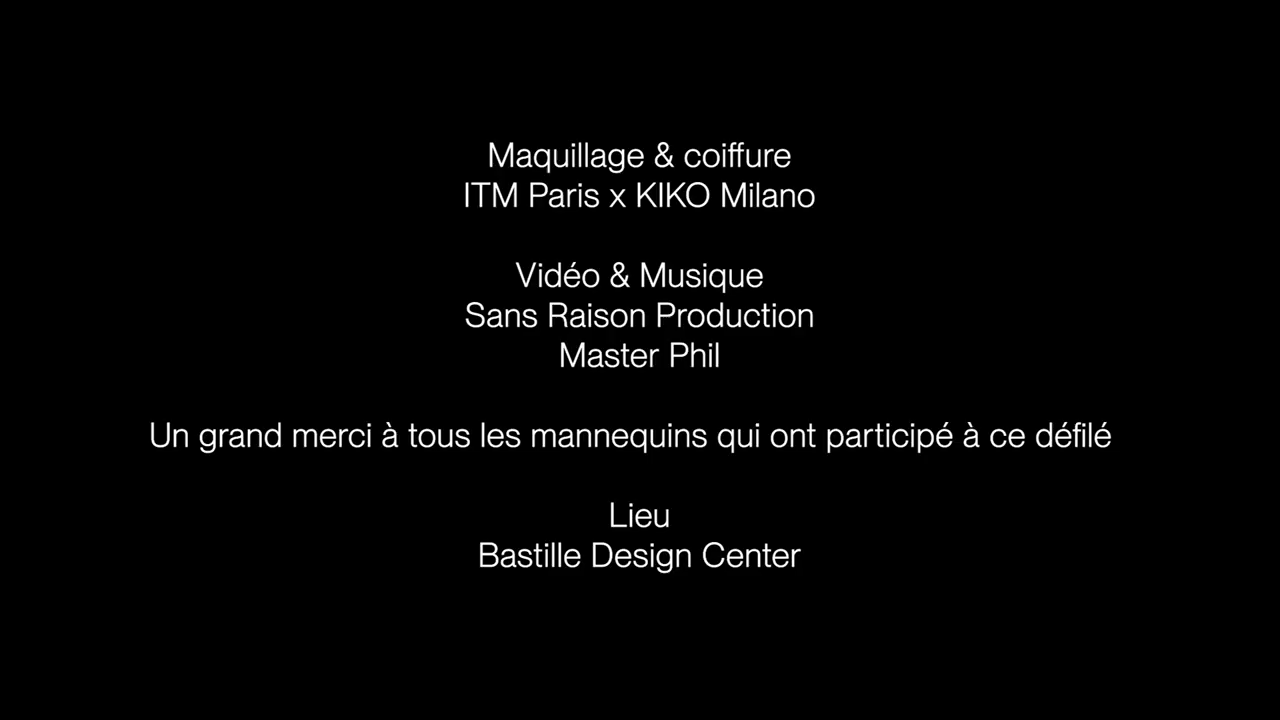 Maquillage & coiffure
ITM Paris x KIKO Milano
Vidéo & Musique
Sans Raison Production
Master Phil
Un grand merci à tous les mannequins qui ont participé à ce défilé
Lieu
Bastille Design Center